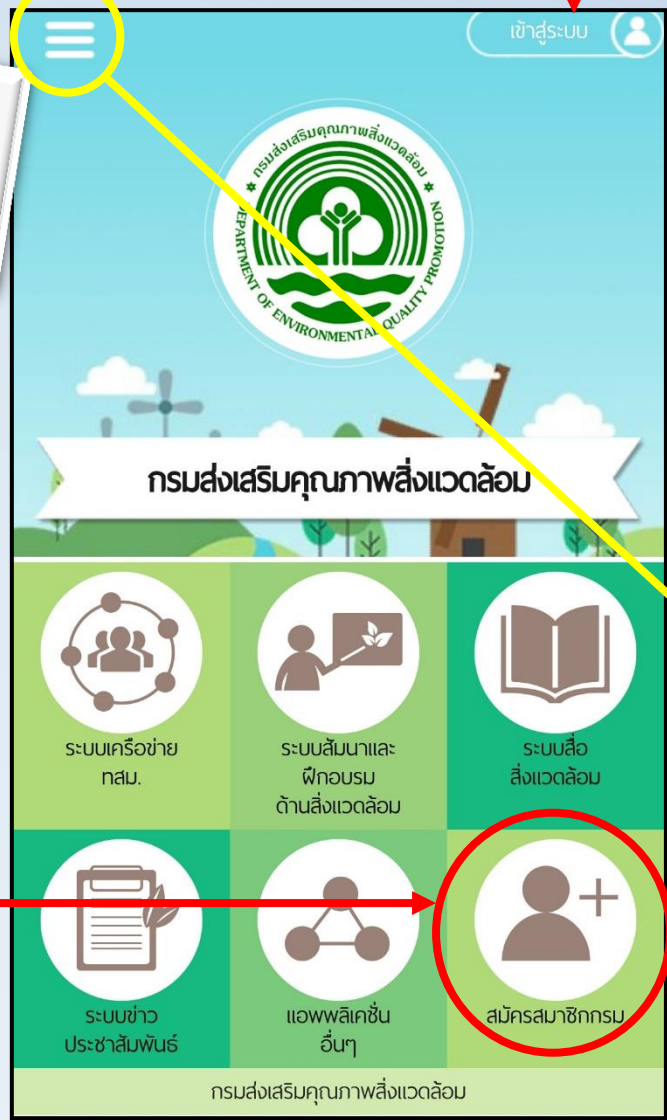 เข้าสู่ระบบ
กรมส่งเสริมคุณภาพสิ่งแวดล้อม
DEPARTMENT OF ENVIRONMENTAL QUALITY PROMOTION
กรมส่งเสริมคุณภาพสิ่งแวดล้อม
ระบบเครือข่าย
ทสม.
ระบบสัมนาและ
ฝึกอบรม
ด้านสิ่งแวดล้อม
ระบบสื่อ
สิ่งแวดล้อม
ระบบข่าว
ประชาสัมพันธ์
แอพพลิเคชั่น
อื่นๆ
สมัครสมาชิกกรม
กรมส่งเสริมคุณภาพสิ่งแวดล้อม